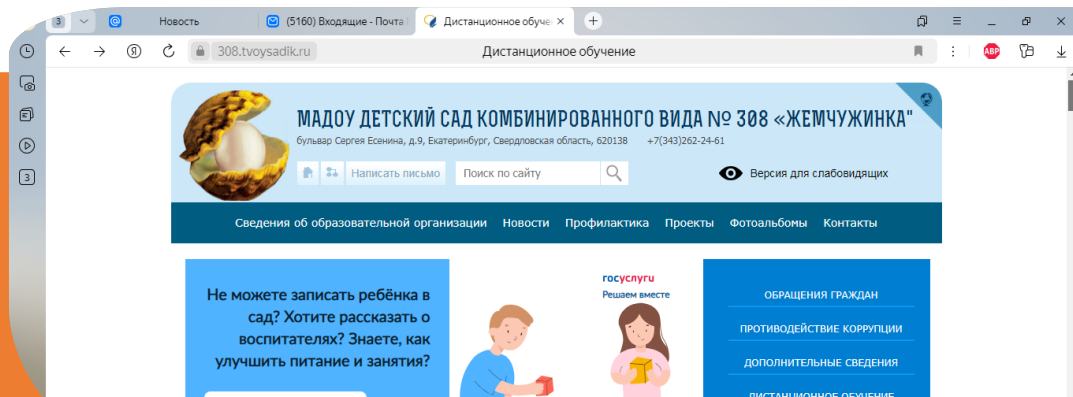 3
Новость
(5160) Входящие - Почта
Дистанционное обуче
308.tvoysadik.ru
Дистанционное обучение
ABP
3
МАДОУ ДЕТСКИЙ САД КОМБИНИРОВАННОГО ВИДА № 308 «ЖЕМЧУЖИНКА"
бульвар Сергея Есенина, д.9, Екатеринбург, Свердловская область, 620138 +7(343)262-24-61
Написать письмо
Поиск по сайту
Версия для слабовидящих
Сведения об образовательной организации Новости Профилактика Проекты Фотоальбомы Контакты
Не можете записать ребёнка в
сад? Хотите рассказать о
воспитателях? Знаете, как
улучшить питание и занятия?
госуслуги
Решаем вместе
ОБРАЩЕНИЯ ГРАЖДАН
ПРОТИВОДЕЙСТВИЕ КОРРУПЦИИ
ДОПОЛНИТЕЛЬНЫЕ СВЕДЕНИЯ
ДИСТАНЦИОННОЕ ОБУЧЕНИЕ